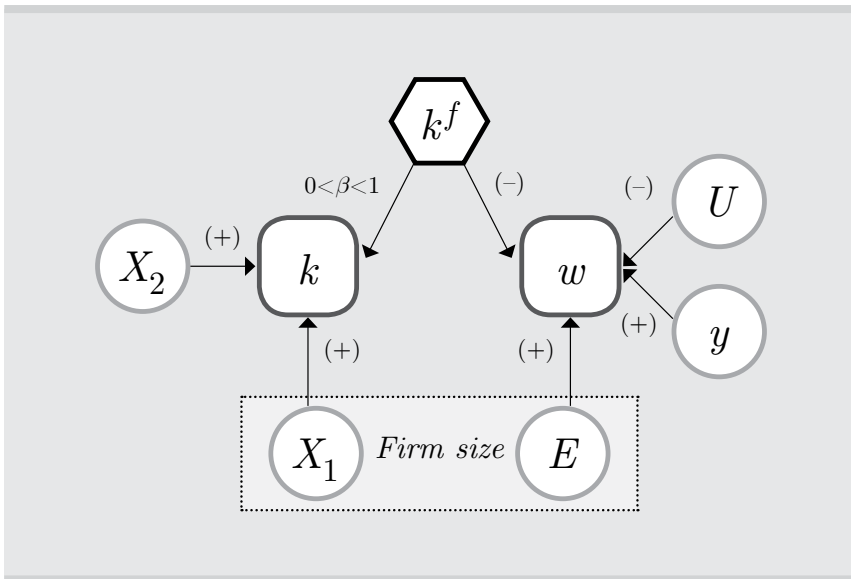 k^f
0<β<1
(–)
(–)
U
X_2
(+)
k
w
(+)
y
(+)
(+)
X_1
Firm size
E